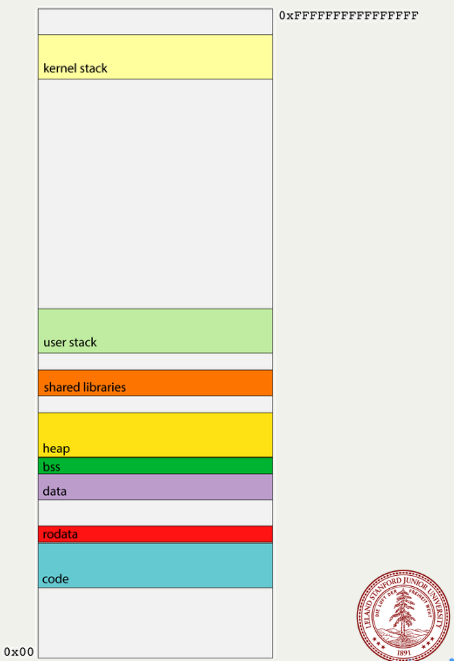 0xFFFFFFFFFFFFFFFF
kernel stack
user stack
shared libraries
heap
bss
data
rodata
code
0x00
LELAND STANFORD JUNIOR UNIVERSITY
DIE LUFT DER FREIHEIT WEHT
1891